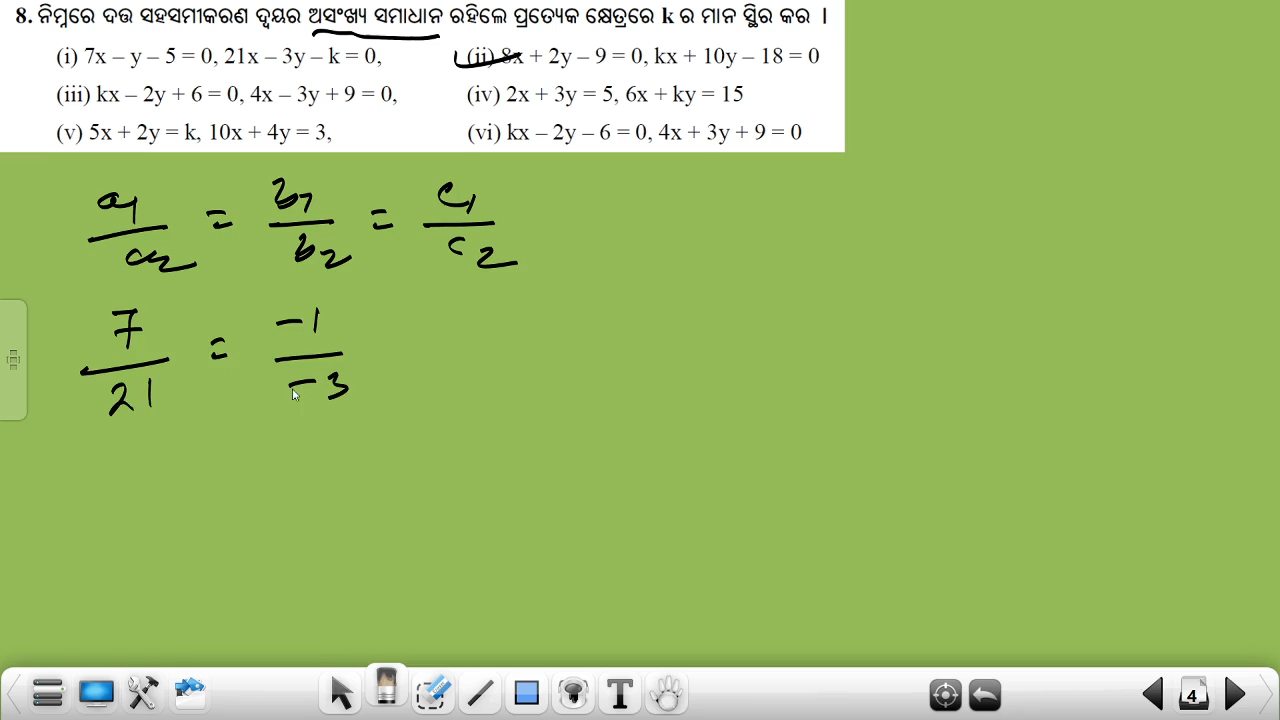 8. ନିମ୍ନରେ ଦତ୍ତ ସହସମୀକରଣ ଦ୍ୱୟର ଅସଂଖ୍ୟ ସମାଧାନ ରହିଲେ ପ୍ରତ୍ୟେକ କ୍ଷେତ୍ରରେ k ର ମାନ ସ୍ଥିର କର ।
(i) 7x – y – 5 = 0, 21x – 3y – k = 0, (ii) 8x + 2y – 9 = 0, kx + 10y – 18 = 0
(iii) kx – 2y + 6 = 0, 4x – 3y + 9 = 0, (iv) 2x + 3y = 5, 6x + ky = 15
(v) 5x + 2y = k, 10x + 4y = 3, (vi) kx – 2y – 6 = 0, 4x + 3y + 9 = 0
a1/a2 = b1/b2 = c1/c2
7/21 = -1/-3
T 4